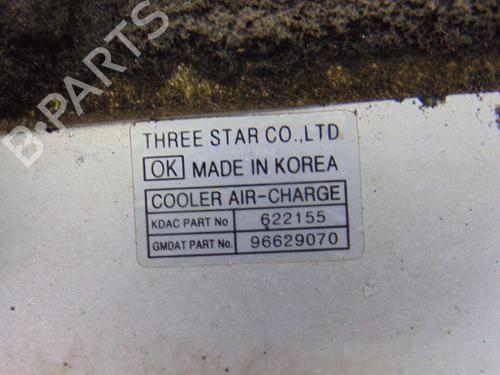 B-PARTS
THREE STAR CO.,LTD.
OK MADE IN KOREA
COOLER AIR-CHARGE
KDAC PART No 622155
GMDAT PART No. 96629070